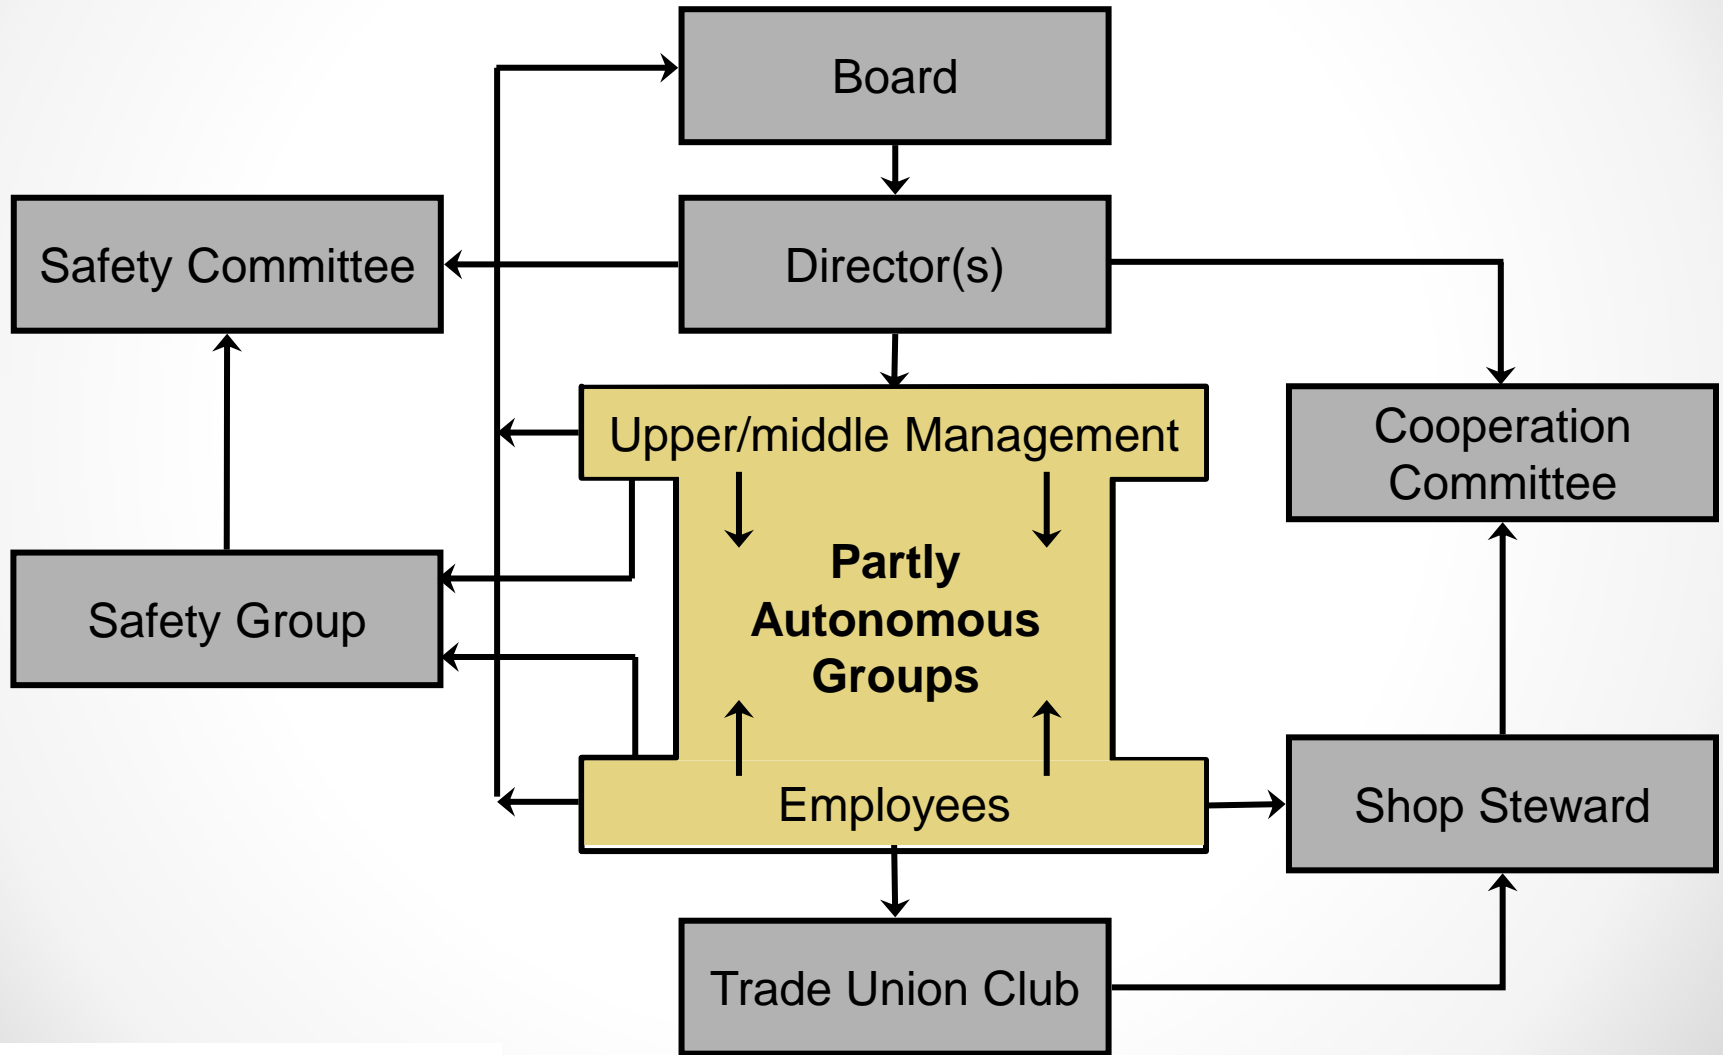 Board
Safety Committee
Director(s)
Upper/middle Management
Cooperation
Committee
Partly
Autonomous
Groups
Safety Group
Employees
Shop Steward
Trade Union Club